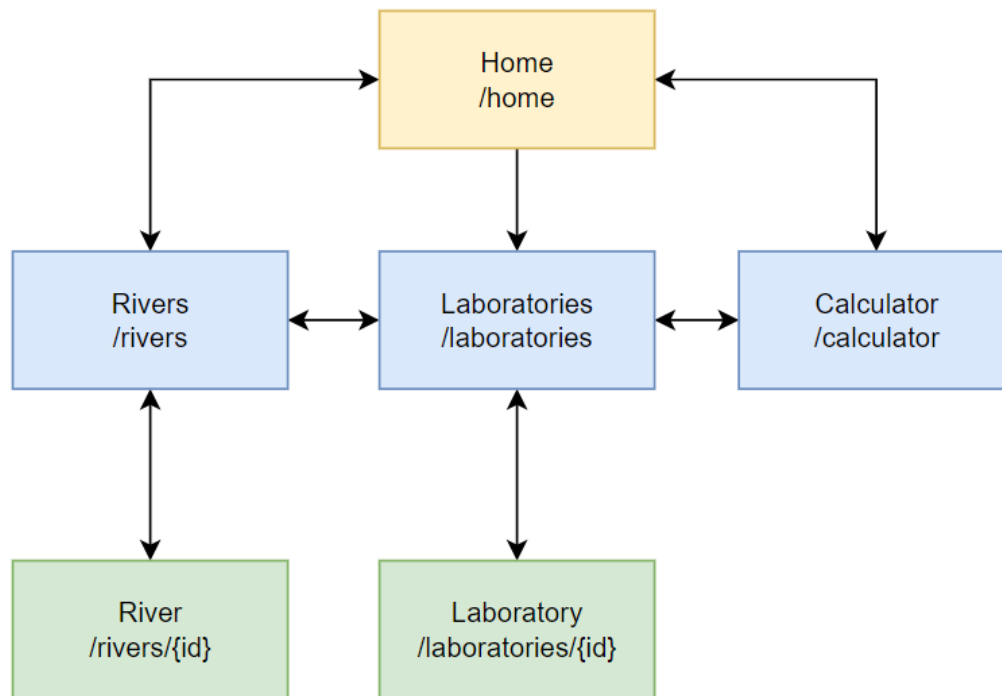 Home
/home
Rivers
/rivers
Laboratories
/laboratories
Calculator
/calculator
River
/rivers/{id}
Laboratory
/laboratories/{id}